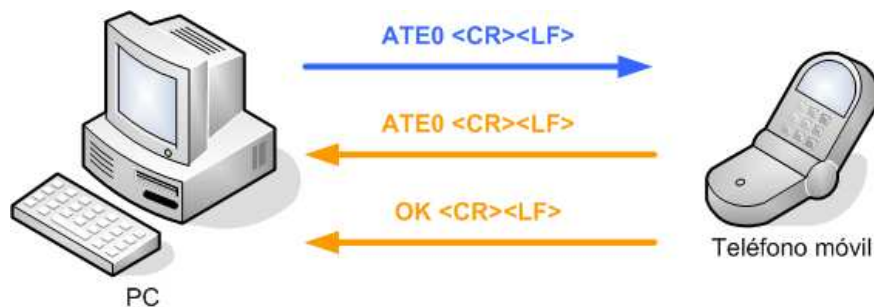 ATE0 <CR><LF>
ATE0 <CR><LF>
OK <CR><LF>
Teléfono móvil
PC